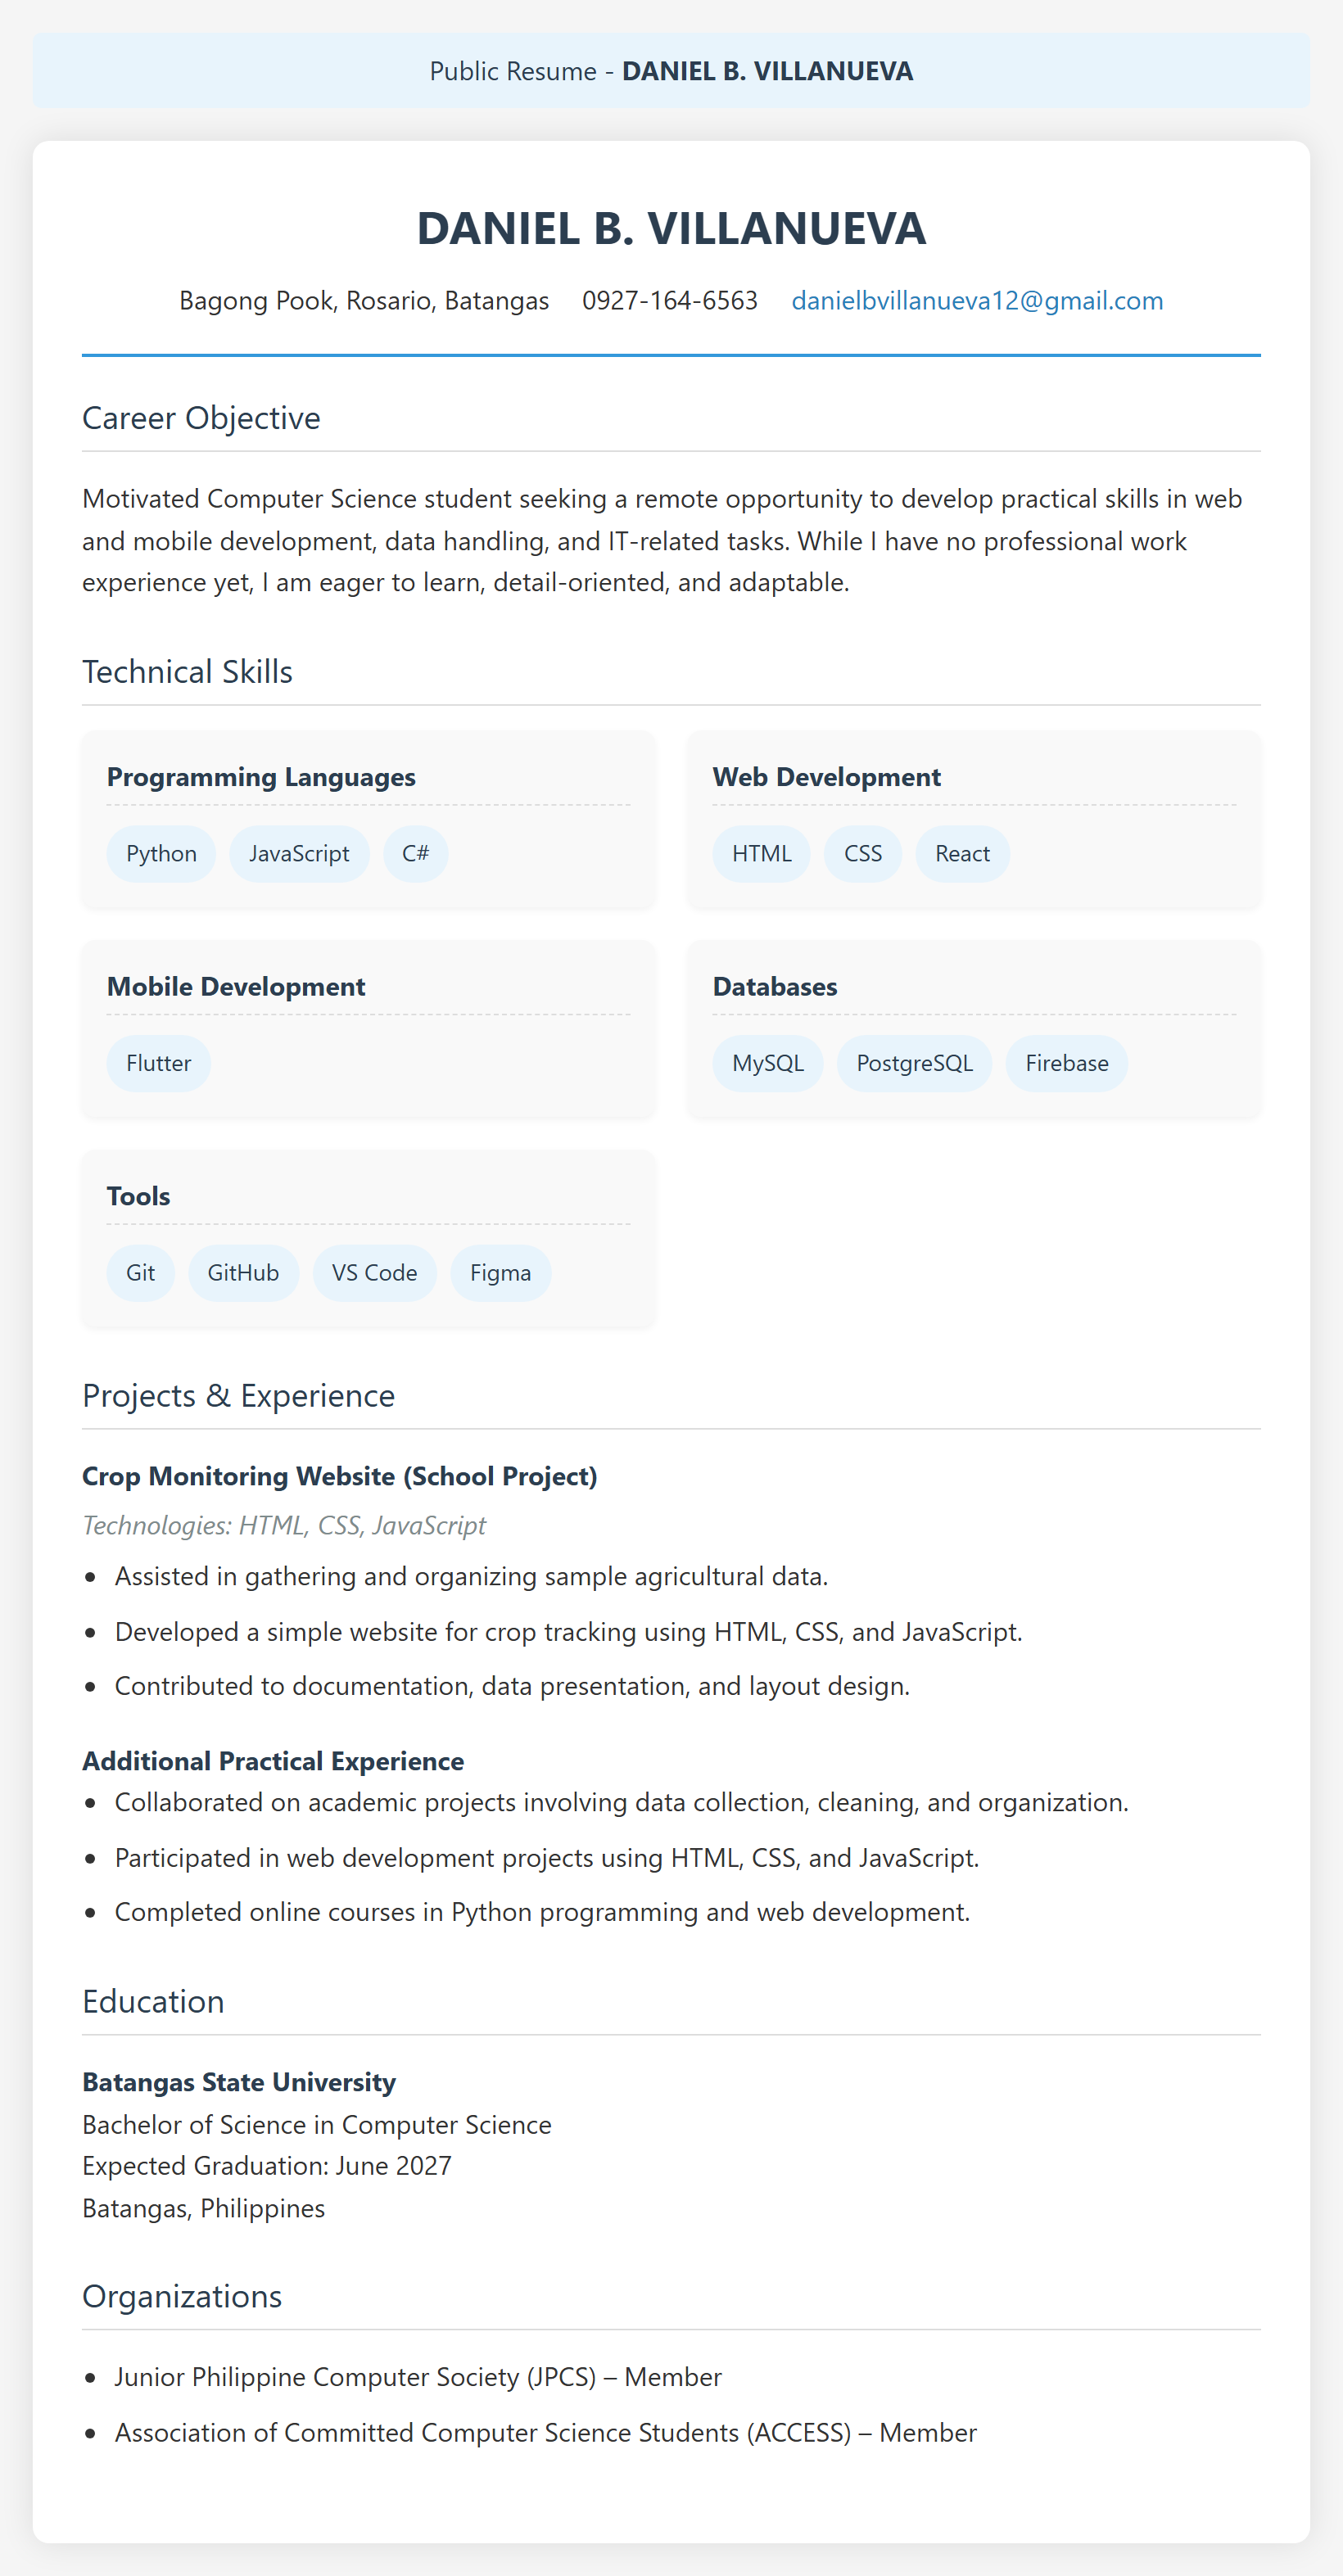 Public Resume - DANIEL B. VILLANUEVA
DANIEL B. VILLANUEVA
Bagong Pook, Rosario, Batangas 0927-164-6563 danielbvillanueva12@gmail.com
Career Objective
Motivated Computer Science student seeking a remote opportunity to develop practical skills in web
and mobile development, data handling, and IT-related tasks. While I have no professional work
experience yet, I am eager to learn, detail-oriented, and adaptable.
Technical Skills
Programming Languages
Python JavaScript C#
Web Development
HTML CSS React
Mobile Development
Flutter
Databases
MySQL PostgreSQL Firebase
Tools
Git GitHub VS Code Figma
Projects & Experience
Crop Monitoring Website (School Project)
Technologies: HTML, CSS, JavaScript
• Assisted in gathering and organizing sample agricultural data.
• Developed a simple website for crop tracking using HTML, CSS, and JavaScript.
• Contributed to documentation, data presentation, and layout design.
Additional Practical Experience
• Collaborated on academic projects involving data collection, cleaning, and organization.
• Participated in web development projects using HTML, CSS, and JavaScript.
• Completed online courses in Python programming and web development.
Education
Batangas State University
Bachelor of Science in Computer Science
Expected Graduation: June 2027
Batangas, Philippines
Organizations
• Junior Philippine Computer Society (JPCS) – Member
• Association of Committed Computer Science Students (ACCESS) – Member